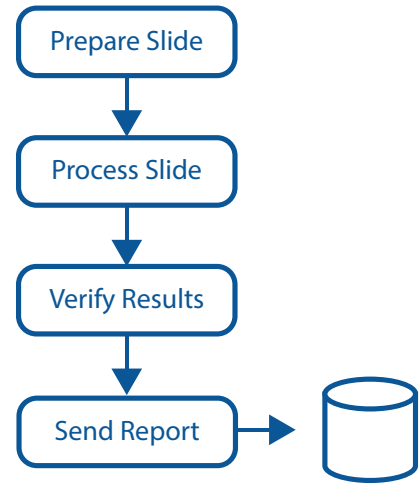 Prepare Slide
Process Slide
Verify Results
Send Report